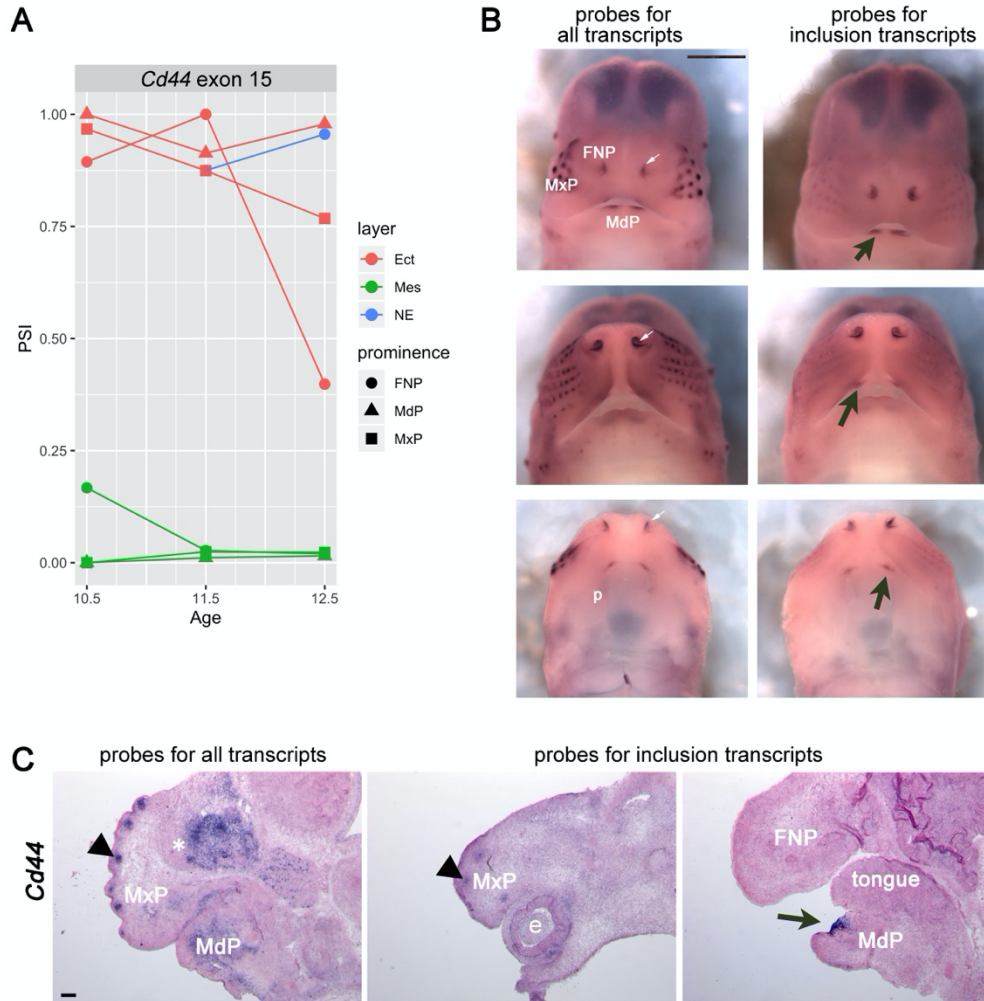 A
Cd44 exon 15
1.00
0.75
0.50
0.25
0.00
PSI
10.5
11.5
12.5
Age
layer
Ect
Mes
NE
prominence
FNP
MdP
MxP
B
probes for
all transcripts
probes for
inclusion transcripts
FNP
MxP
MdP
p
C
probes for all transcripts
probes for inclusion transcripts
Cd44
*
MxP
MdP
MxP
e
FNP
tongue
MdP